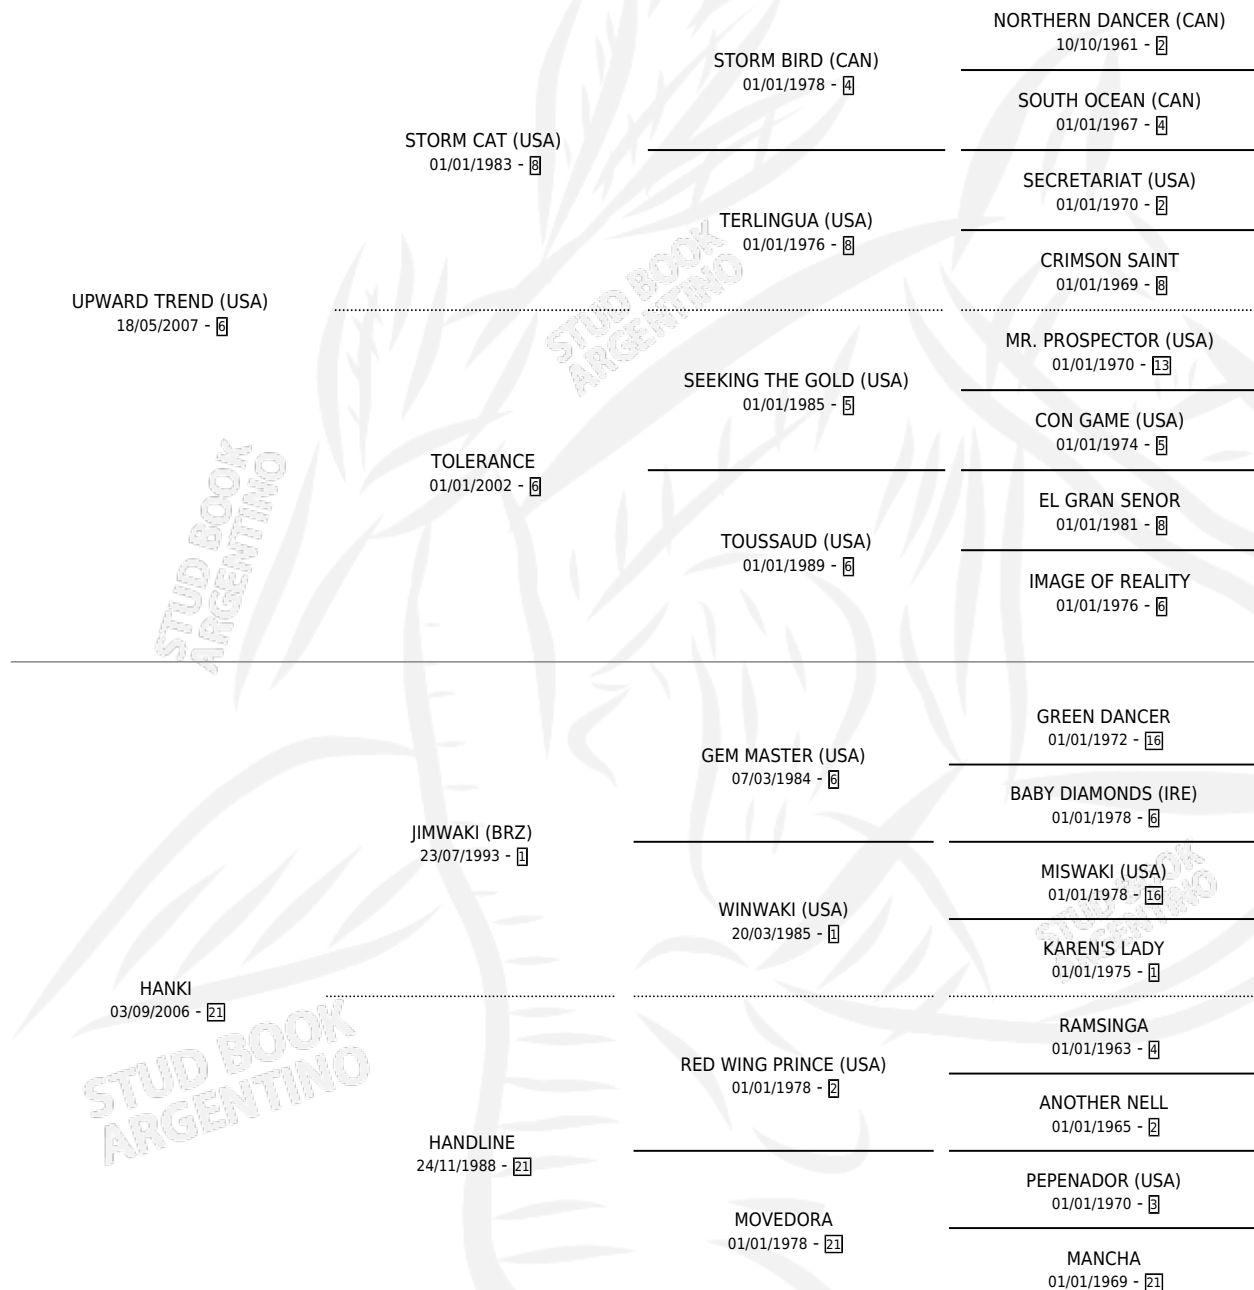 NORTHERN DANCER (CAN)
10/10/1961 - 2
STORM BIRD (CAN)
01/01/1978 - 4
SOUTH OCEAN (CAN)
01/01/1967 - 4
STORM CAT (USA)
01/01/1983 - 8
SECRETARIAT (USA)
01/01/1970 - 2
TERLINGUA (USA)
01/01/1976 - 8
CRIMSON SAINT
01/01/1969 - 8
UPWARD TREND (USA)
18/05/2007 - 6
MR. PROSPECTOR (USA)
01/01/1970 - 13
SEEKING THE GOLD (USA)
01/01/1985 - 5
CON GAME (USA)
01/01/1974 - 5
TOLERANCE
01/01/2002 - 6
EL GRAN SENOR
01/01/1981 - 8
TOUSSAUD (USA)
01/01/1989 - 6
IMAGE OF REALITY
01/01/1976 - 6
GREEN DANCER
01/01/1972 - 16
GEM MASTER (USA)
07/03/1984 - 6
BABY DIAMONDS (IRE)
01/01/1978 - 6
JIMWAKI (BRZ)
23/07/1993 - 1
MISWAKI (USA)
01/01/1978 - 16
WINWAKI (USA)
20/03/1985 - 1
KAREN'S LADY
01/01/1975 - 1
HANKI
03/09/2006 - 21
RAMSINGA
01/01/1963 - 4
RED WING PRINCE (USA)
01/01/1978 - 2
ANOTHER NELL
01/01/1965 - 2
HANDLINE
24/11/1988 - 21
PEPENADOR (USA)
01/01/1970 - 3
MOVEDORA
01/01/1978 - 21
MANCHA
01/01/1969 - 21
STUD BOOK
ARGENTINO
STUD BOOK
ARGENTINO
STUD BOOK
ARGENTINO
STUD BOOK
ARGENTINO